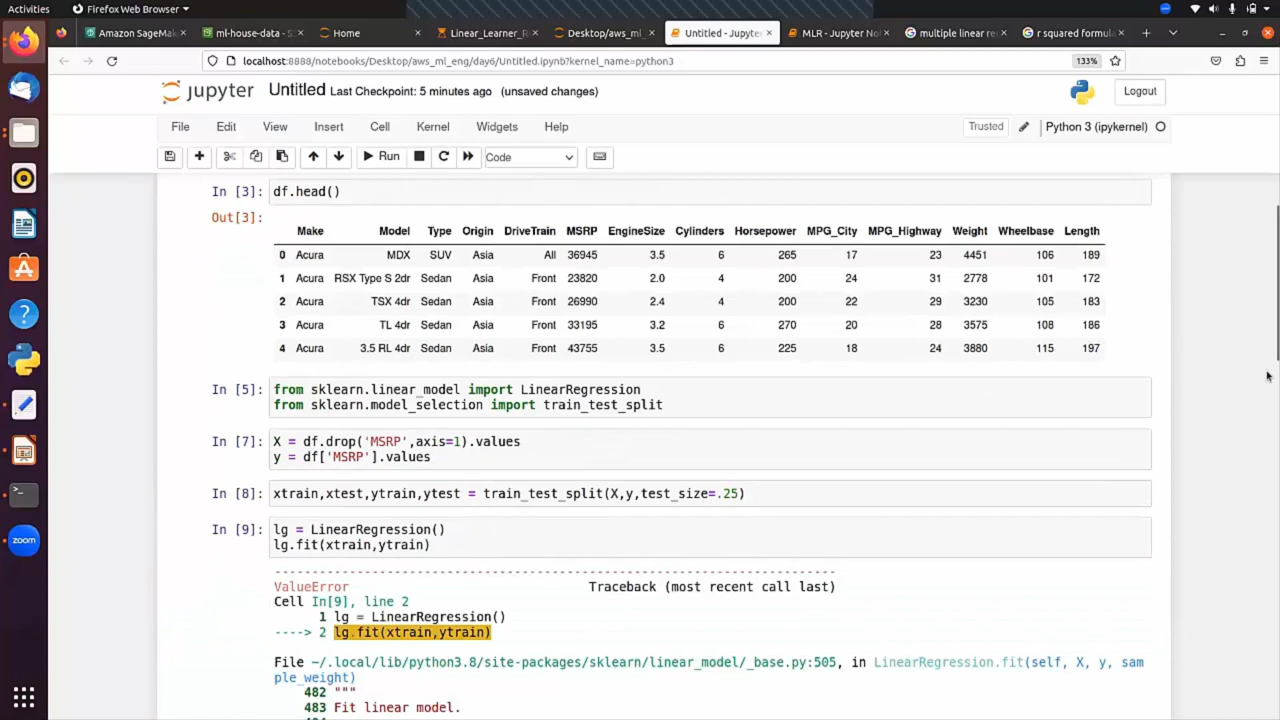 Activities Firefox Web Browser
Amazon SageMa
ml-house-data - S
Home
Linear_Learner_R
Desktop/aws_ml_
Untitled - Jupyter
MLR - Jupyter No
multiple linear re
r squared formula
localhost:8888/notebooks/Desktop/aws_ml_eng/day6/Untitled.ipynb?kernel_name=python3 133%
jupyter Untitled Last Checkpoint: 5 minutes ago (unsaved changes) Logout
File Edit View Insert Cell Kernel Widgets Help Trusted Python 3 (ipykernel)
Run Code
In [3]: df.head()
Out[3]:
Make Model Type Origin DriveTrain MSRP EngineSize Cylinders Horsepower MPG_City MPG_Highway Weight Wheelbase Length
0 Acura MDX SUV Asia All 36945 3.5 6 265 17 23 4451 106 189
1 Acura RSX Type S 2dr Sedan Asia Front 23820 2.0 4 200 24 31 2778 101 172
2 Acura TSX 4dr Sedan Asia Front 26990 2.4 4 200 22 29 3230 105 183
3 Acura TL 4dr Sedan Asia Front 33195 3.2 6 270 20 28 3575 108 186
4 Acura 3.5 RL 4dr Sedan Asia Front 43755 3.5 6 225 18 24 3880 115 197
In [5]: from sklearn.linear_model import LinearRegression
from sklearn.model_selection import train_test_split
In [7]: X = df.drop('MSRP',axis=1).values
y = df['MSRP'].values
In [8]: xtrain,xtest,ytrain,ytest = train_test_split(X,y,test_size=.25)
In [9]: lg = LinearRegression()
lg.fit(xtrain,ytrain)
---------------------------------------------------------------------------
ValueError Traceback (most recent call last)
Cell In[9], line 2
1 lg = LinearRegression()
----> 2 lg.fit(xtrain,ytrain)
File ~/.local/lib/python3.8/site-packages/sklearn/linear_model/_base.py:505, in LinearRegression.fit(self, X, y, sam
ple_weight)
482 """
483 Fit linear model.
zoom